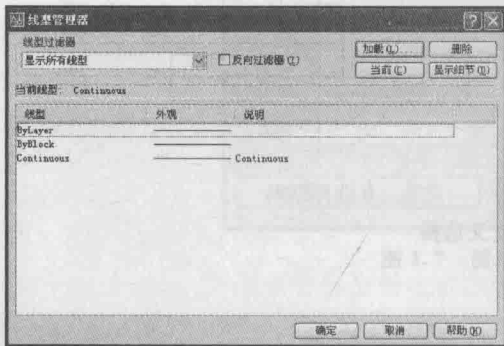 线型管理器
线型过滤器
显示所有线型
反向过滤器(I)
加载(L)... 删除
当前(C) 显示细节(D)
当前线型: Continuous
线型 外观 说明
ByLayer
ByBlock
Continuous Continuous
确定 取消 帮助(H)